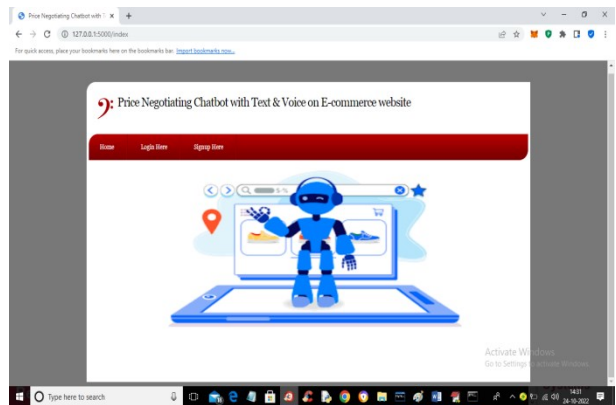 Price Negotiating Chatbot with T
127.0.0.1:5000/index
For quick access, place your bookmarks here on the bookmarks bar. Import bookmarks now...
Price Negotiating Chatbot with Text & Voice on E-commerce website
Home Login Here Signup Here
Activate Windows
Go to Settings to activate Windows.
Type here to search
14:31
24-10-2022